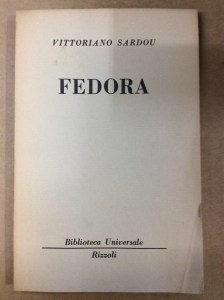 VITTORIANO SARDOU
FEDORA
Biblioteca Universale
Rizzoli